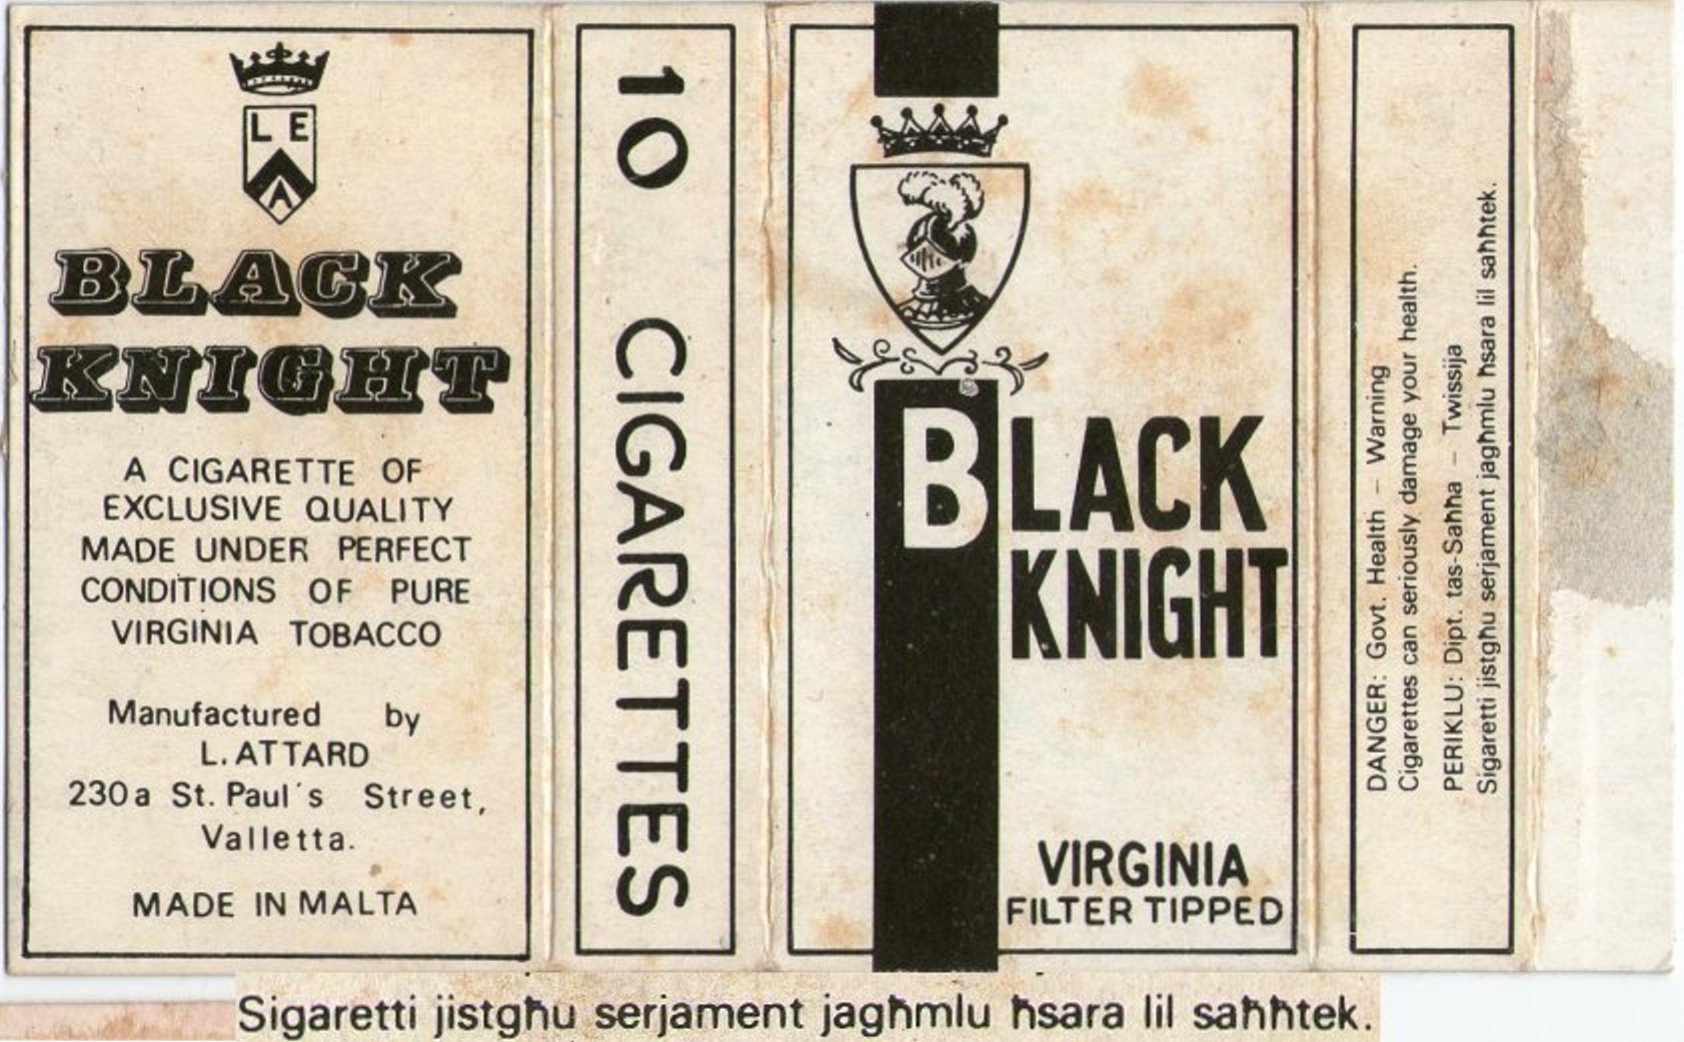 L E
A
BLACK
KNIGHT
A CIGARETTE OF
EXCLUSIVE QUALITY
MADE UNDER PERFECT
CONDITIONS OF PURE
VIRGINIA TOBACCO
Manufactured by
L. ATTARD
230a St. Paul's Street,
Valletta.
MADE IN MALTA
10 CIGARETTES
BLACK
KNIGHT
VIRGINIA
FILTER TIPPED
DANGER: Govt. Health – Warning
Cigarettes can seriously damage your health.
PERIKLU: Dipt. tas-Saħħa – Twissija
Sigaretti jistgħu serjament jagħmlu ħsara lil saħħtek.
Sigaretti jistgħu serjament jagħmlu ħsara lil saħħtek.